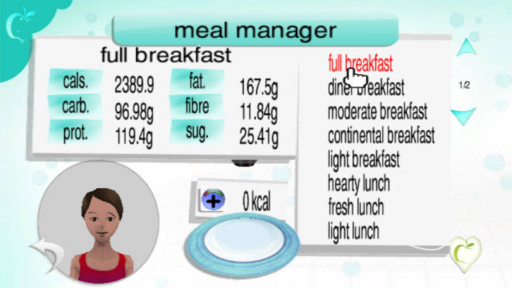 meal manager
full breakfast
cals. 2389.9 fat. 167.5g
carb. 96.98g fibre 11.84g
prot. 119.4g sug. 25.41g
0 kcal
full breakfast
diner breakfast
moderate breakfast
continental breakfast
light breakfast
hearty lunch
fresh lunch
light lunch
1/2